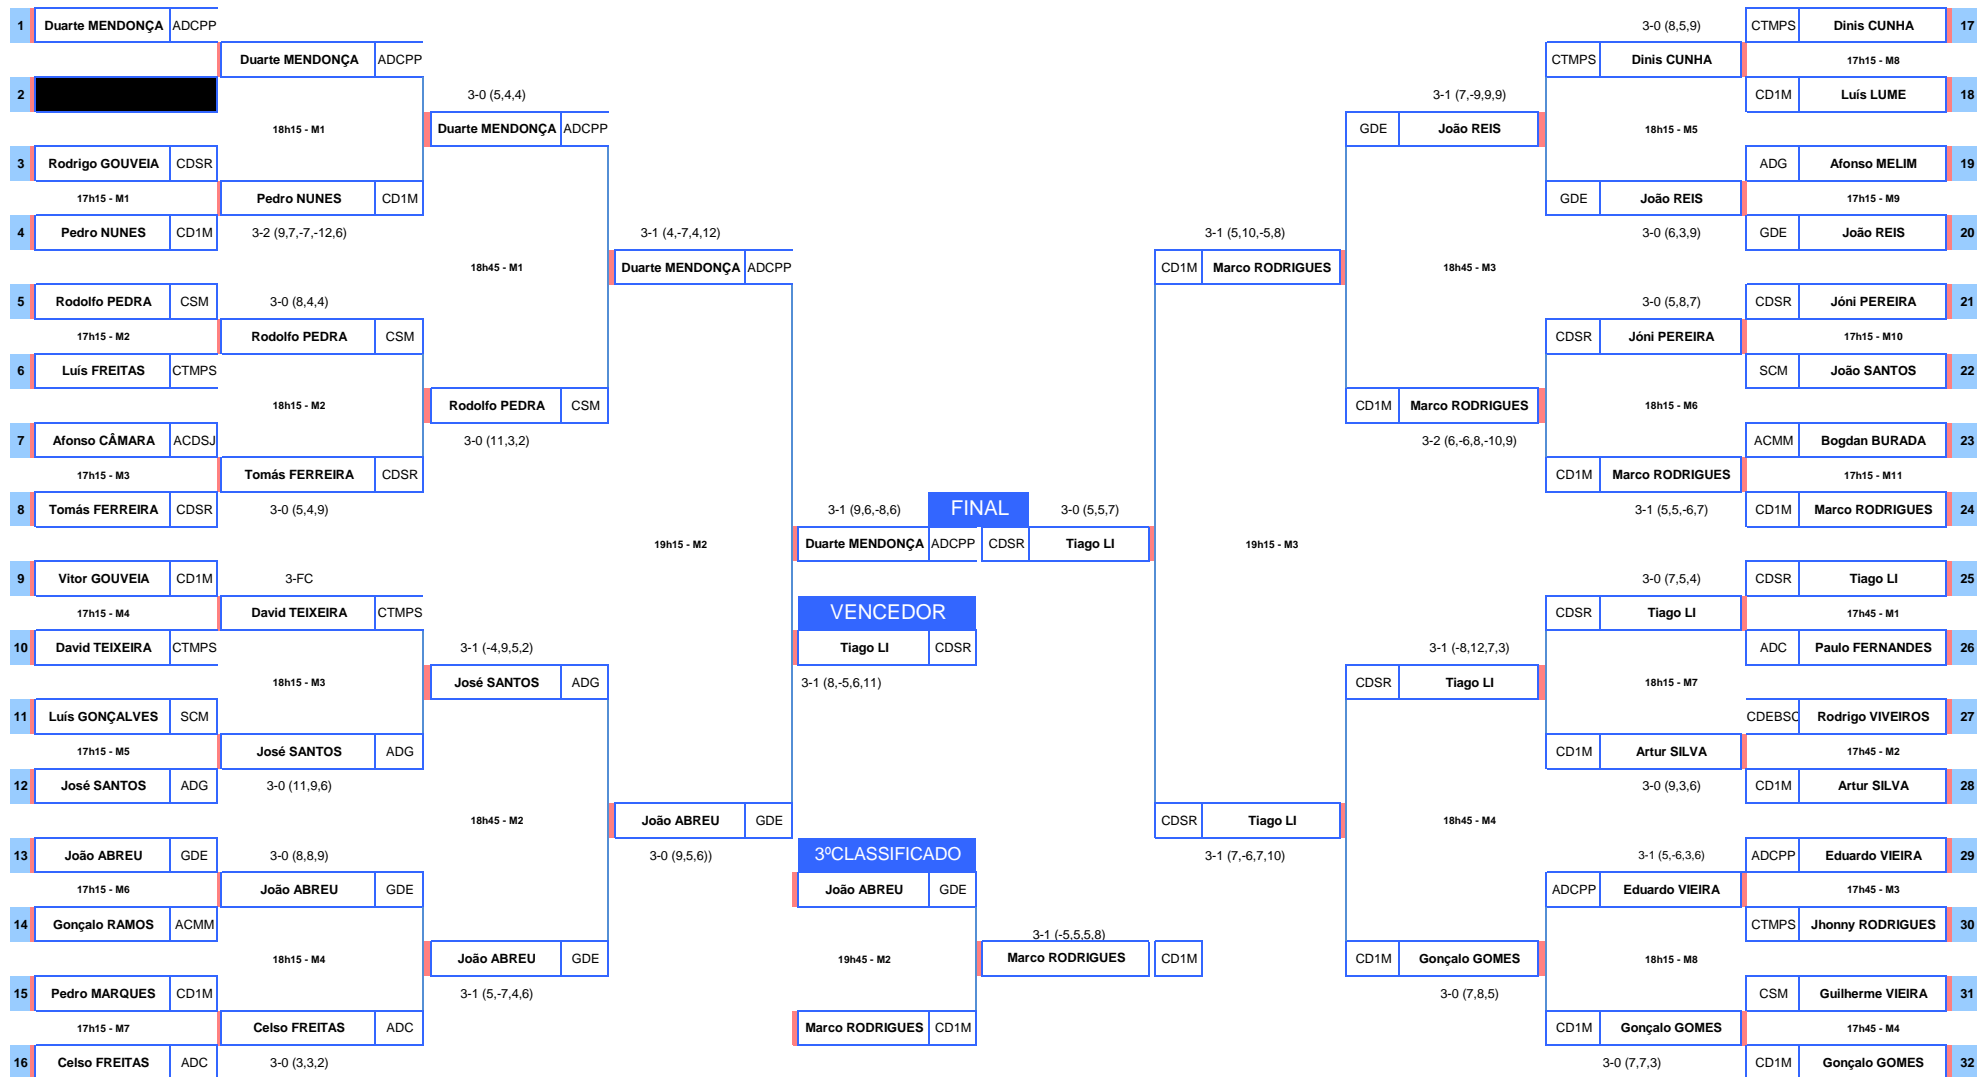 1 Duarte MENDONÇA ADCPP 3-0 (8,5,9) CTMPS Dinis CUNHA 17
Duarte MENDONÇA ADCPP CTMPS Dinis CUNHA 17h15 - M8
2 3-0 (5,4,4) 3-1 (7,-9,9,9) CD1M Luís LUME 18
18h15 - M1 Duarte MENDONÇA ADCPP GDE João REIS 18h15 - M5
3 Rodrigo GOUVEIA CDSR ADG Afonso MELIM 19
17h15 - M1 Pedro NUNES CD1M GDE João REIS 17h15 - M9
4 Pedro NUNES CD1M 3-2 (9,7,-7,-12,6) 3-1 (4,-7,4,12) 3-1 (5,10,-5,8) 3-0 (6,3,9) GDE João REIS 20
18h45 - M1 Duarte MENDONÇA ADCPP CD1M Marco RODRIGUES 18h45 - M3
5 Rodolfo PEDRA CSM 3-0 (8,4,4) 3-0 (5,8,7) CDSR Jóni PEREIRA 21
17h15 - M2 Rodolfo PEDRA CSM CDSR Jóni PEREIRA 17h15 - M10
6 Luís FREITAS CTMPS SCM João SANTOS 22
18h15 - M2 Rodolfo PEDRA CSM CD1M Marco RODRIGUES 18h15 - M6
7 Afonso CÂMARA ACDSJ 3-0 (11,3,2) 3-2 (6,-6,8,-10,9) ACMM Bogdan BURADA 23
17h15 - M3 Tomás FERREIRA CDSR CD1M Marco RODRIGUES 17h15 - M11
8 Tomás FERREIRA CDSR 3-0 (5,4,9) 3-1 (9,6,-8,6) FINAL 3-0 (5,5,7) 3-1 (5,5,-6,7) CD1M Marco RODRIGUES 24
19h15 - M2 Duarte MENDONÇA ADCPP CDSR Tiago LI 19h15 - M3
9 Vitor GOUVEIA CD1M 3-FC 3-0 (7,5,4) CDSR Tiago LI 25
17h15 - M4 David TEIXEIRA CTMPS VENCEDOR CDSR Tiago LI 17h45 - M1
10 David TEIXEIRA CTMPS 3-1 (-4,9,5,2) Tiago LI CDSR 3-1 (-8,12,7,3) ADC Paulo FERNANDES 26
18h15 - M3 José SANTOS ADG 3-1 (8,-5,6,11) CDSR Tiago LI 18h15 - M7
11 Luís GONÇALVES SCM CDEBSC Rodrigo VIVEIROS 27
17h15 - M5 José SANTOS ADG CD1M Artur SILVA 17h45 - M2
12 José SANTOS ADG 3-0 (11,9,6) 3-0 (9,3,6) CD1M Artur SILVA 28
18h45 - M2 João ABREU GDE CDSR Tiago LI 18h45 - M4
13 João ABREU GDE 3-0 (8,8,9) 3-0 (9,5,6)) 3ºCLASSIFICADO 3-1 (7,-6,7,10) 3-1 (5,-6,3,6) ADCPP Eduardo VIEIRA 29
17h15 - M6 João ABREU GDE João ABREU GDE ADCPP Eduardo VIEIRA 17h45 - M3
14 Gonçalo RAMOS ACMM 3-1 (-5,5,5,8) CTMPS Jhonny RODRIGUES 30
18h15 - M4 João ABREU GDE 19h45 - M2 Marco RODRIGUES CD1M CD1M Gonçalo GOMES 18h15 - M8
15 Pedro MARQUES CD1M 3-1 (5,-7,4,6) 3-0 (7,8,5) CSM Guilherme VIEIRA 31
17h15 - M7 Celso FREITAS ADC Marco RODRIGUES CD1M CD1M Gonçalo GOMES 17h45 - M4
16 Celso FREITAS ADC 3-0 (3,3,2) 3-0 (7,7,3) CD1M Gonçalo GOMES 32